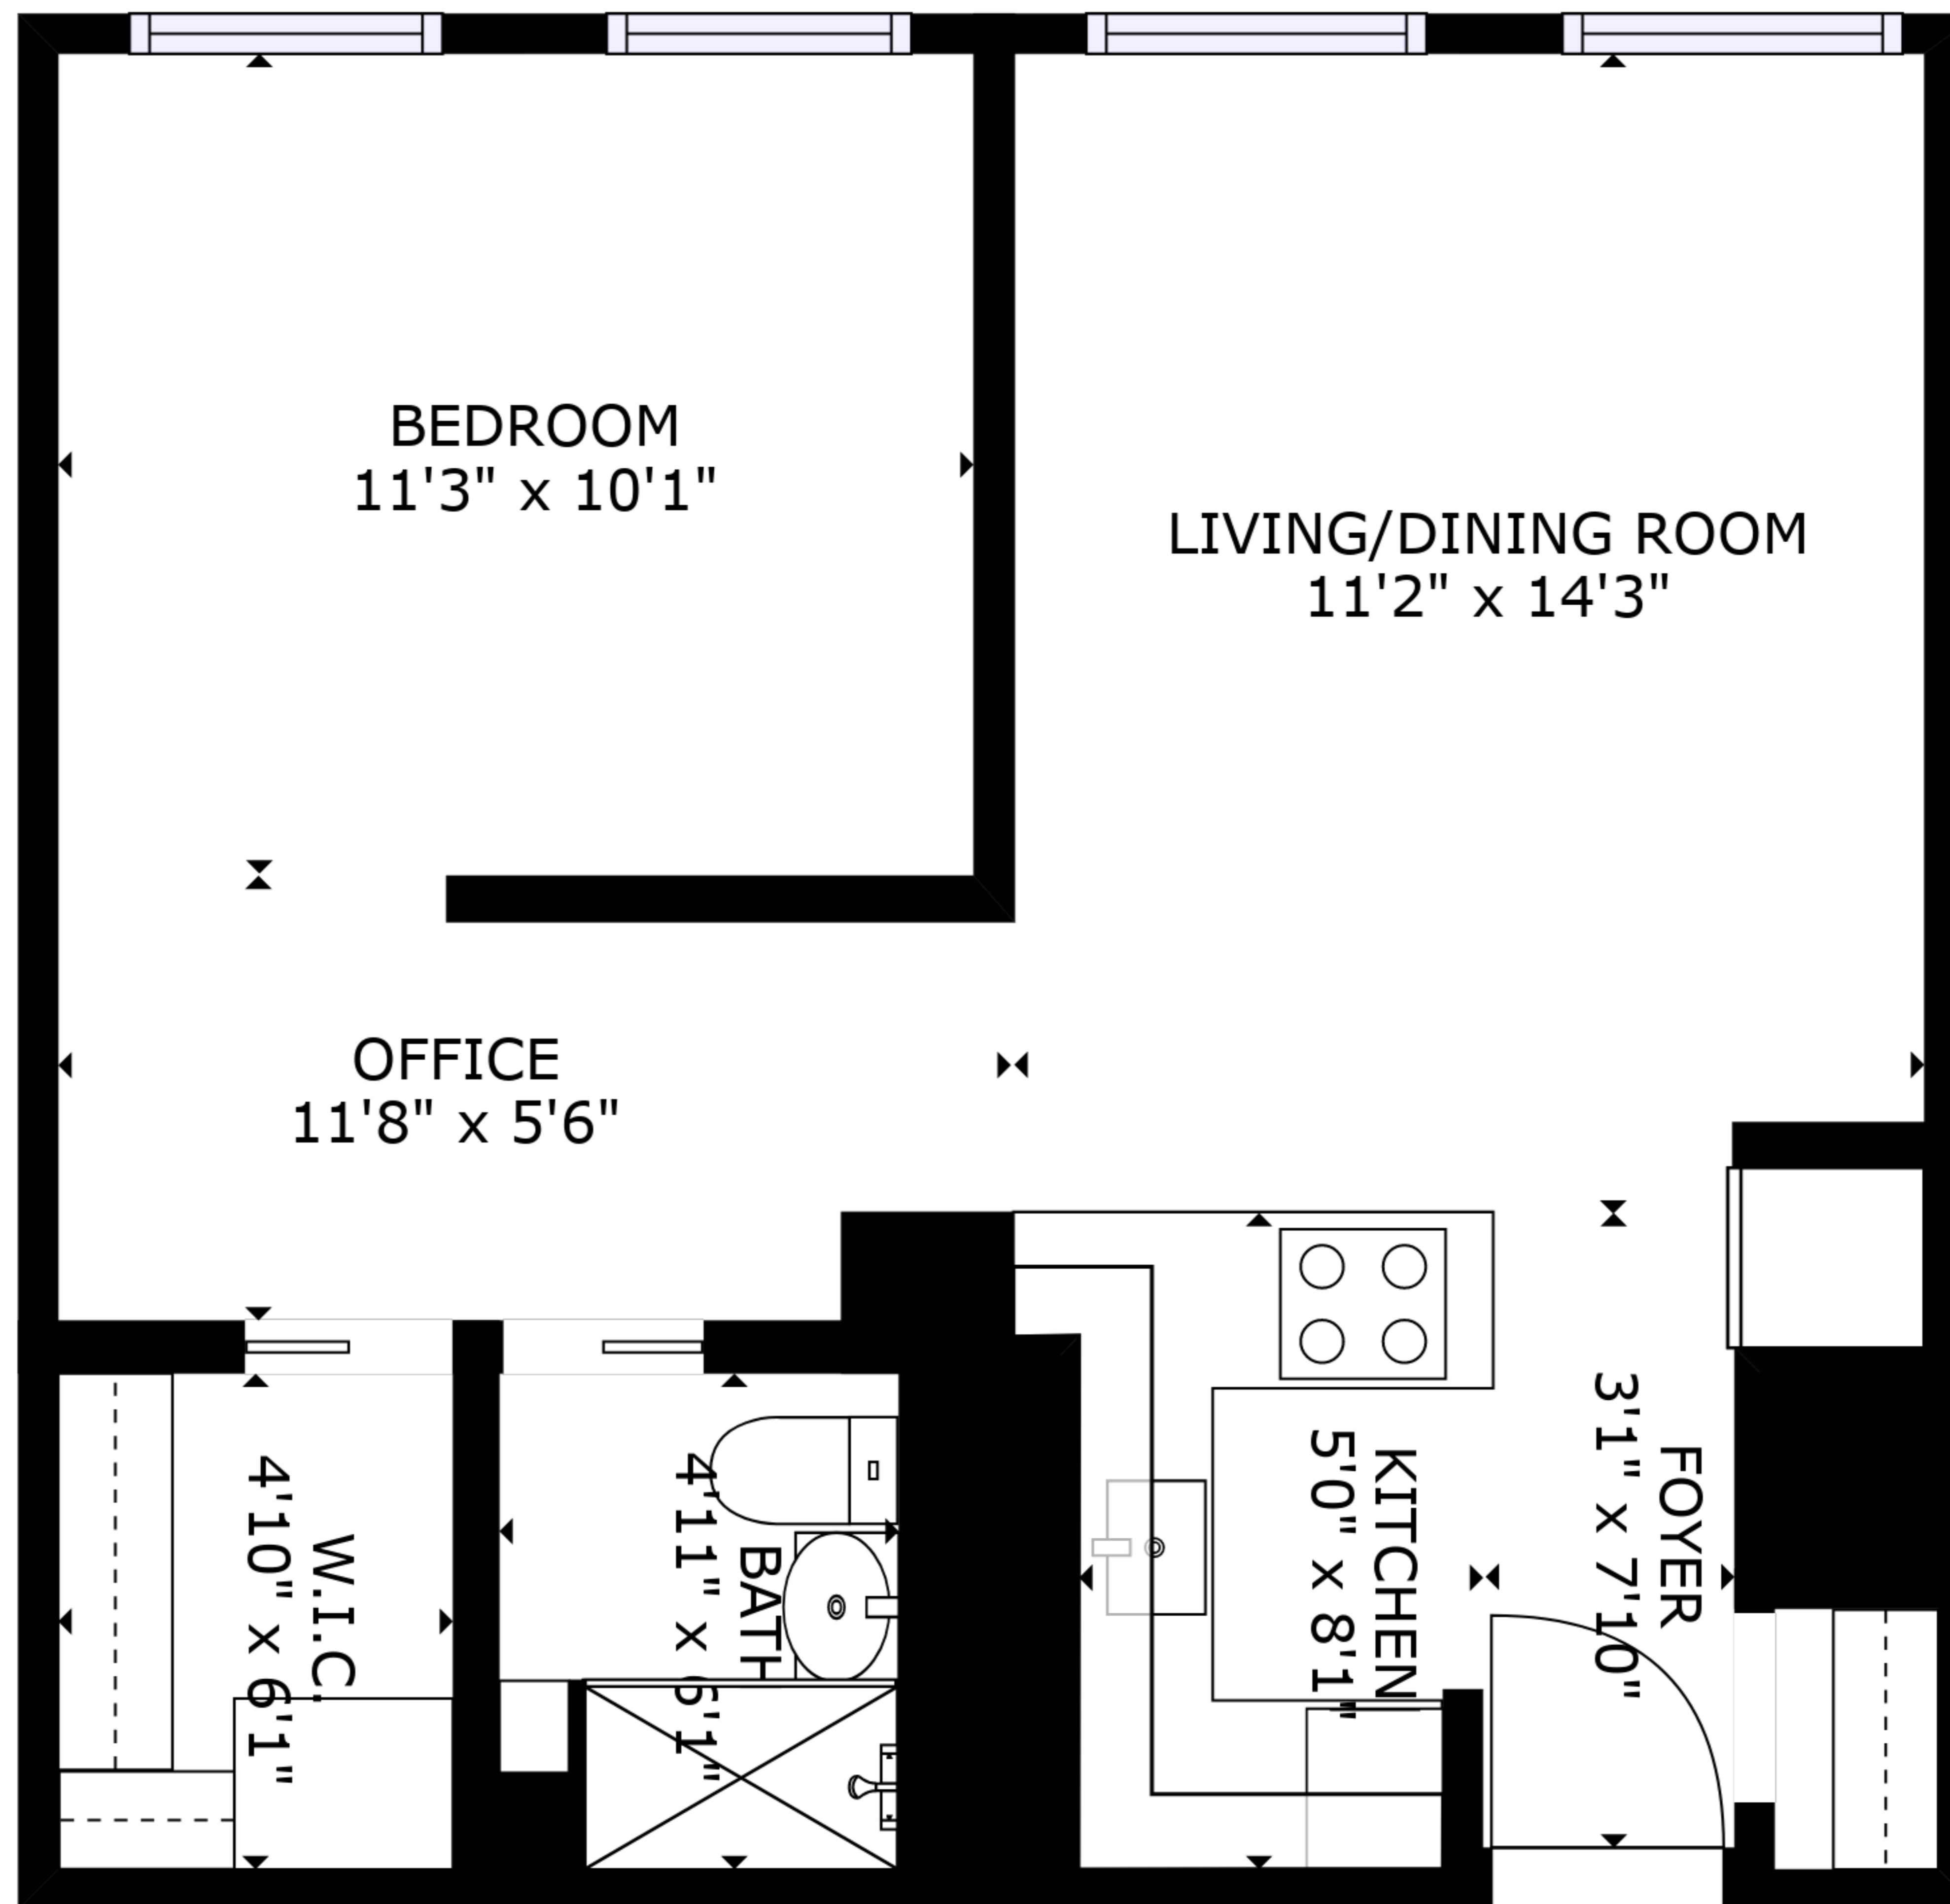 BEDROOM
11'3" x 10'1"
LIVING/DINING ROOM
11'2" x 14'3"
OFFICE
11'8" x 5'6"
W.I.C.
4'10" x 6'1"
BATH
4'11" x 6'1"
KITCHEN
5'0" x 8'1"
FOYER
3'1" x 7'10"